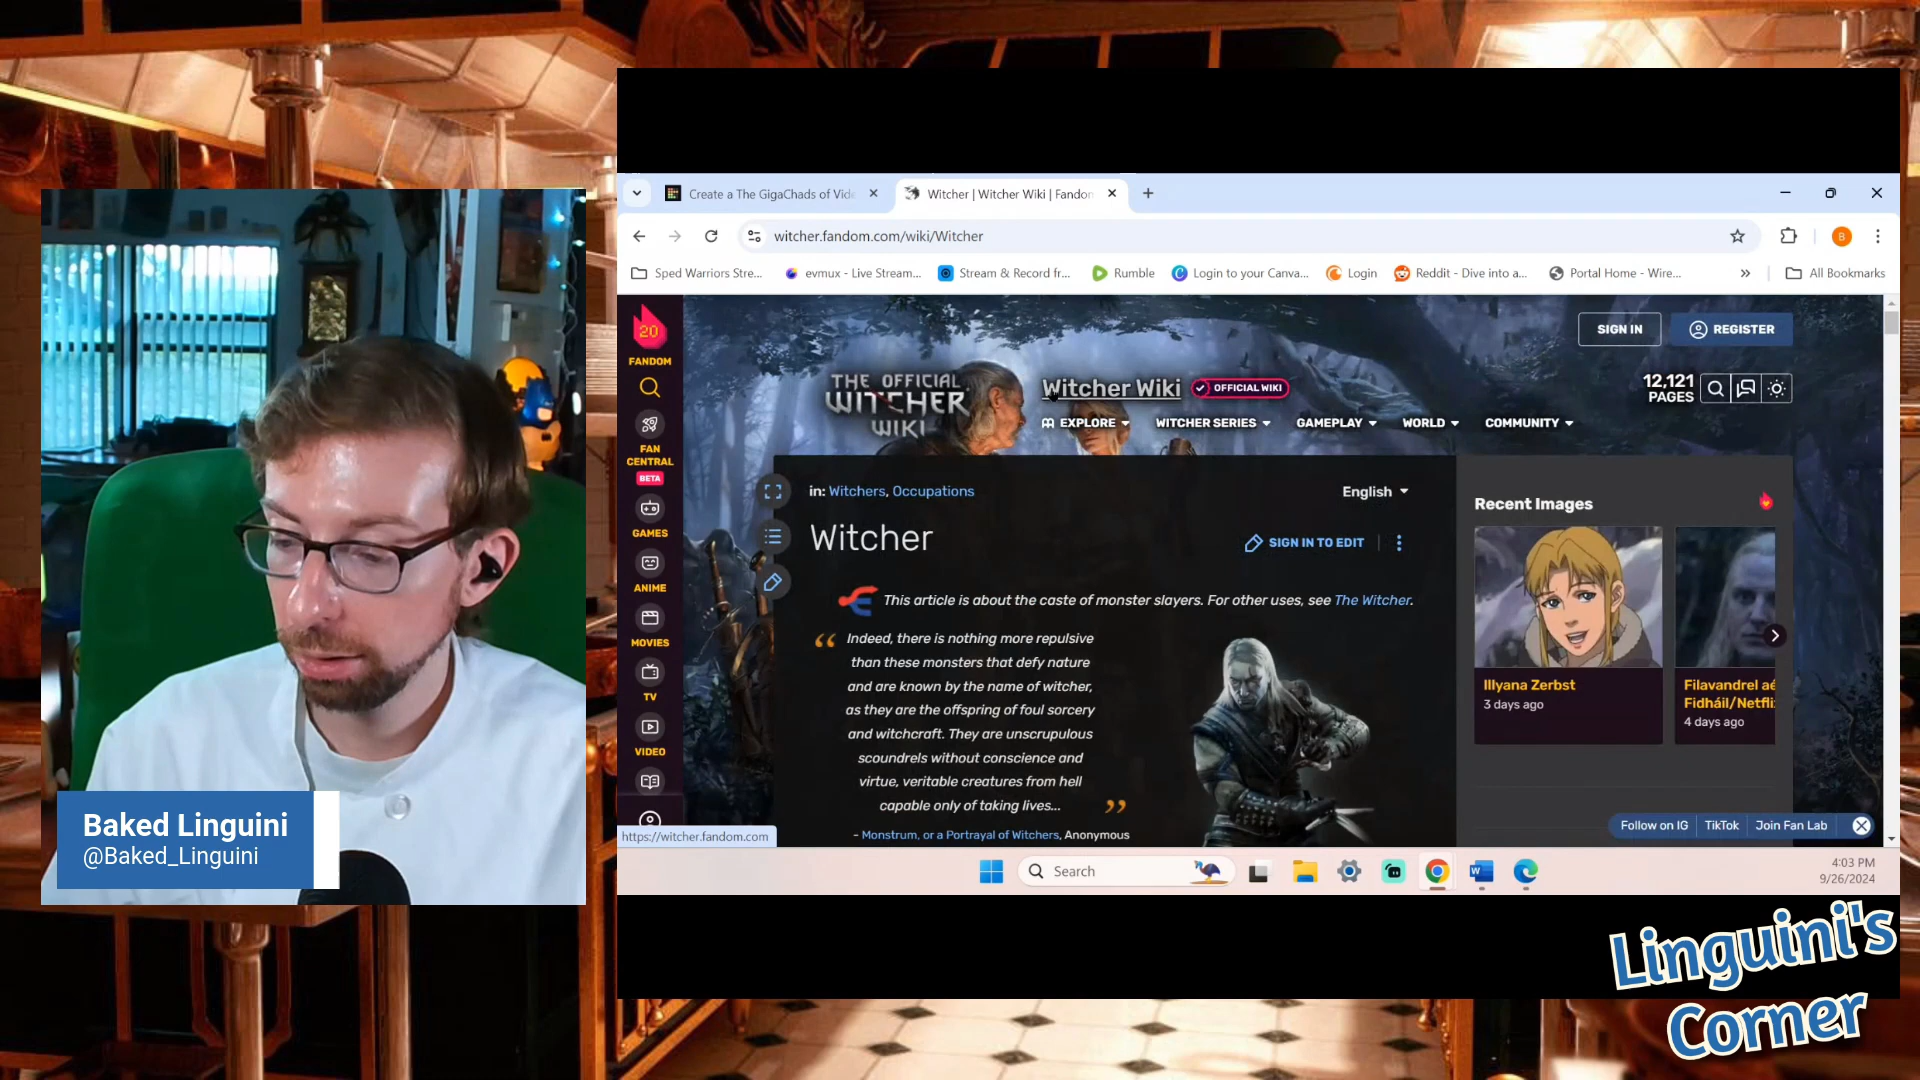 Create a The GigaChads of Vid
Witcher | Witcher Wiki | Fandom
witcher.fandom.com/wiki/Witcher
Sped Warriors Stre...
evmux - Live Stream...
Stream & Record fr...
Rumble
Login to your Canva...
Login
Reddit - Dive into a...
Portal Home - Wire...
»
All Bookmarks
B
20
FANDOM
FAN
CENTRAL
BETA
GAMES
ANIME
MOVIES
TV
VIDEO
SIGN IN
REGISTER
THE OFFICIAL
WITCHER
WIKI
Witcher Wiki
OFFICIAL WIKI
12,121
PAGES
EXPLORE
WITCHER SERIES
GAMEPLAY
WORLD
COMMUNITY
in: Witchers, Occupations
English
Witcher
SIGN IN TO EDIT
This article is about the caste of monster slayers. For other uses, see The Witcher.
“ Indeed, there is nothing more repulsive
than these monsters that defy nature
and are known by the name of witcher,
as they are the offspring of foul sorcery
and witchcraft. They are unscrupulous
scoundrels without conscience and
virtue, veritable creatures from hell
capable only of taking lives... ”
- Monstrum, or a Portrayal of Witchers, Anonymous
Recent Images
Illyana Zerbst
3 days ago
Filavandrel aé
Fidháil/Netfli
4 days ago
Follow on IG
TikTok
Join Fan Lab
https://witcher.fandom.com
Search
4:03 PM
9/26/2024
Baked Linguini
@Baked_Linguini
Linguini's
Corner